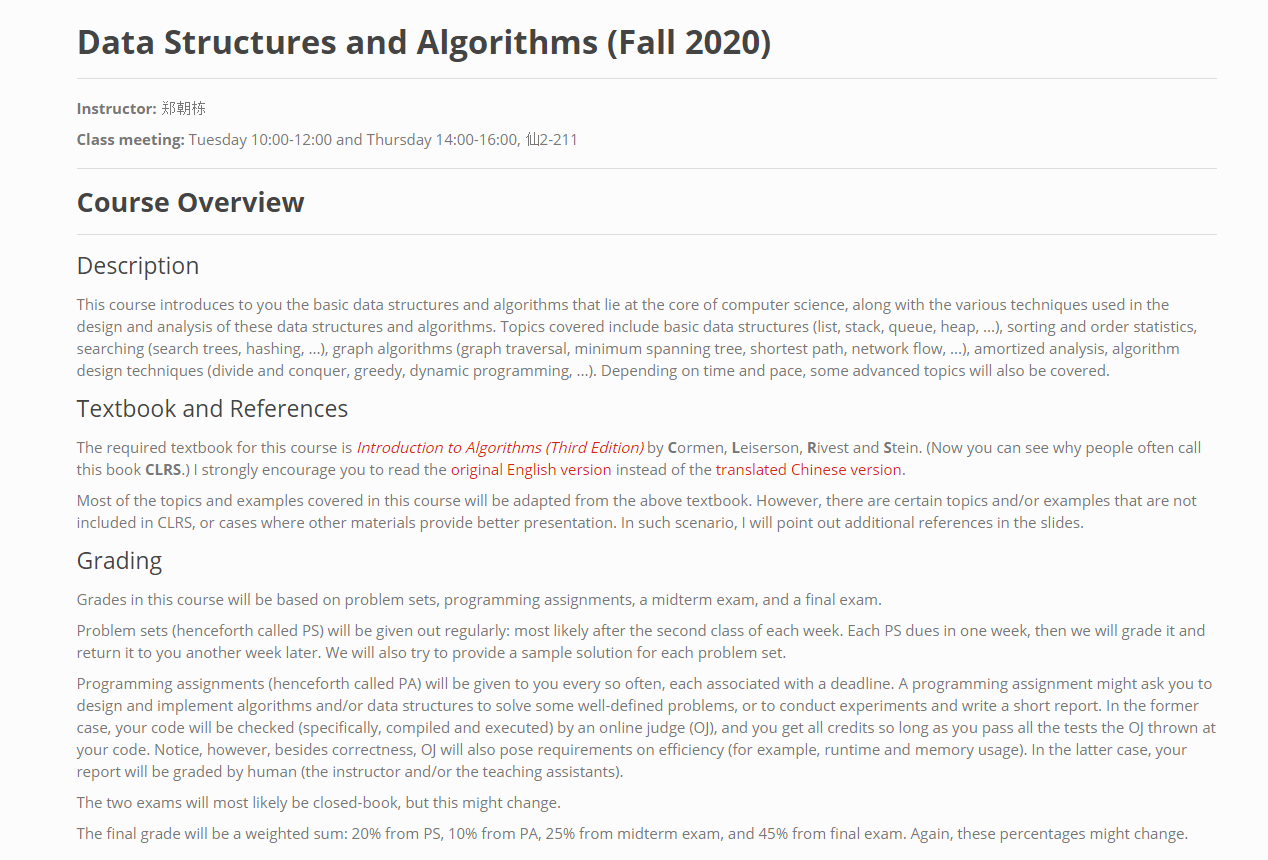 Data Structures and Algorithms (Fall 2020)
Instructor: 郑朝栋
Class meeting: Tuesday 10:00-12:00 and Thursday 14:00-16:00, 仙2-211
Course Overview
Description
This course introduces to you the basic data structures and algorithms that lie at the core of computer science, along with the various techniques used in the
design and analysis of these data structures and algorithms. Topics covered include basic data structures (list, stack, queue, heap, ...), sorting and order statistics,
searching (search trees, hashing, ...), graph algorithms (graph traversal, minimum spanning tree, shortest path, network flow, ...), amortized analysis, algorithm
design techniques (divide and conquer, greedy, dynamic programming, ...). Depending on time and pace, some advanced topics will also be covered.
Textbook and References
The required textbook for this course is Introduction to Algorithms (Third Edition) by Cormen, Leiserson, Rivest and Stein. (Now you can see why people often call
this book CLRS.) I strongly encourage you to read the original English version instead of the translated Chinese version.
Most of the topics and examples covered in this course will be adapted from the above textbook. However, there are certain topics and/or examples that are not
included in CLRS, or cases where other materials provide better presentation. In such scenario, I will point out additional references in the slides.
Grading
Grades in this course will be based on problem sets, programming assignments, a midterm exam, and a final exam.
Problem sets (henceforth called PS) will be given out regularly: most likely after the second class of each week. Each PS dues in one week, then we will grade it and
return it to you another week later. We will also try to provide a sample solution for each problem set.
Programming assignments (henceforth called PA) will be given to you every so often, each associated with a deadline. A programming assignment might ask you to
design and implement algorithms and/or data structures to solve some well-defined problems, or to conduct experiments and write a short report. In the former
case, your code will be checked (specifically, compiled and executed) by an online judge (OJ), and you get all credits so long as you pass all the tests the OJ thrown at
your code. Notice, however, besides correctness, OJ will also pose requirements on efficiency (for example, runtime and memory usage). In the latter case, your
report will be graded by human (the instructor and/or the teaching assistants).
The two exams will most likely be closed-book, but this might change.
The final grade will be a weighted sum: 20% from PS, 10% from PA, 25% from midterm exam, and 45% from final exam. Again, these percentages might change.